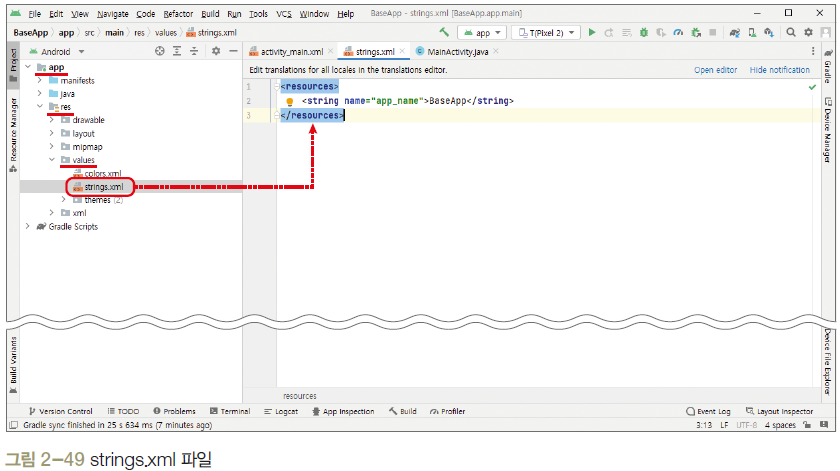 File Edit View Navigate Code Refactor Build Run Tools VCS Window Help BaseApp - strings.xml [BaseApp.app.main]
BaseApp app src main res values strings.xml app T(Pixel 2)
Project
Resource Manager
Build Variants
Android
app
manifests
java
res
drawable
layout
mipmap
values
colors.xml
strings.xml
themes (2)
xml
Gradle Scripts
activity_main.xml strings.xml MainActivity.java
Edit translations for all locales in the translations editor. Open editor Hide notification
1 <resources>
2 <string name="app_name">BaseApp</string>
3 </resources>
resources
Gradle
Device Manager
Device File Explorer
Version Control TODO Problems Terminal Logcat App Inspection Build Profiler Event Log Layout Inspector
Gradle sync finished in 25 s 634 ms (7 minutes ago) 3:13 LF UTF-8 4 spaces
그림 2-49 strings.xml 파일